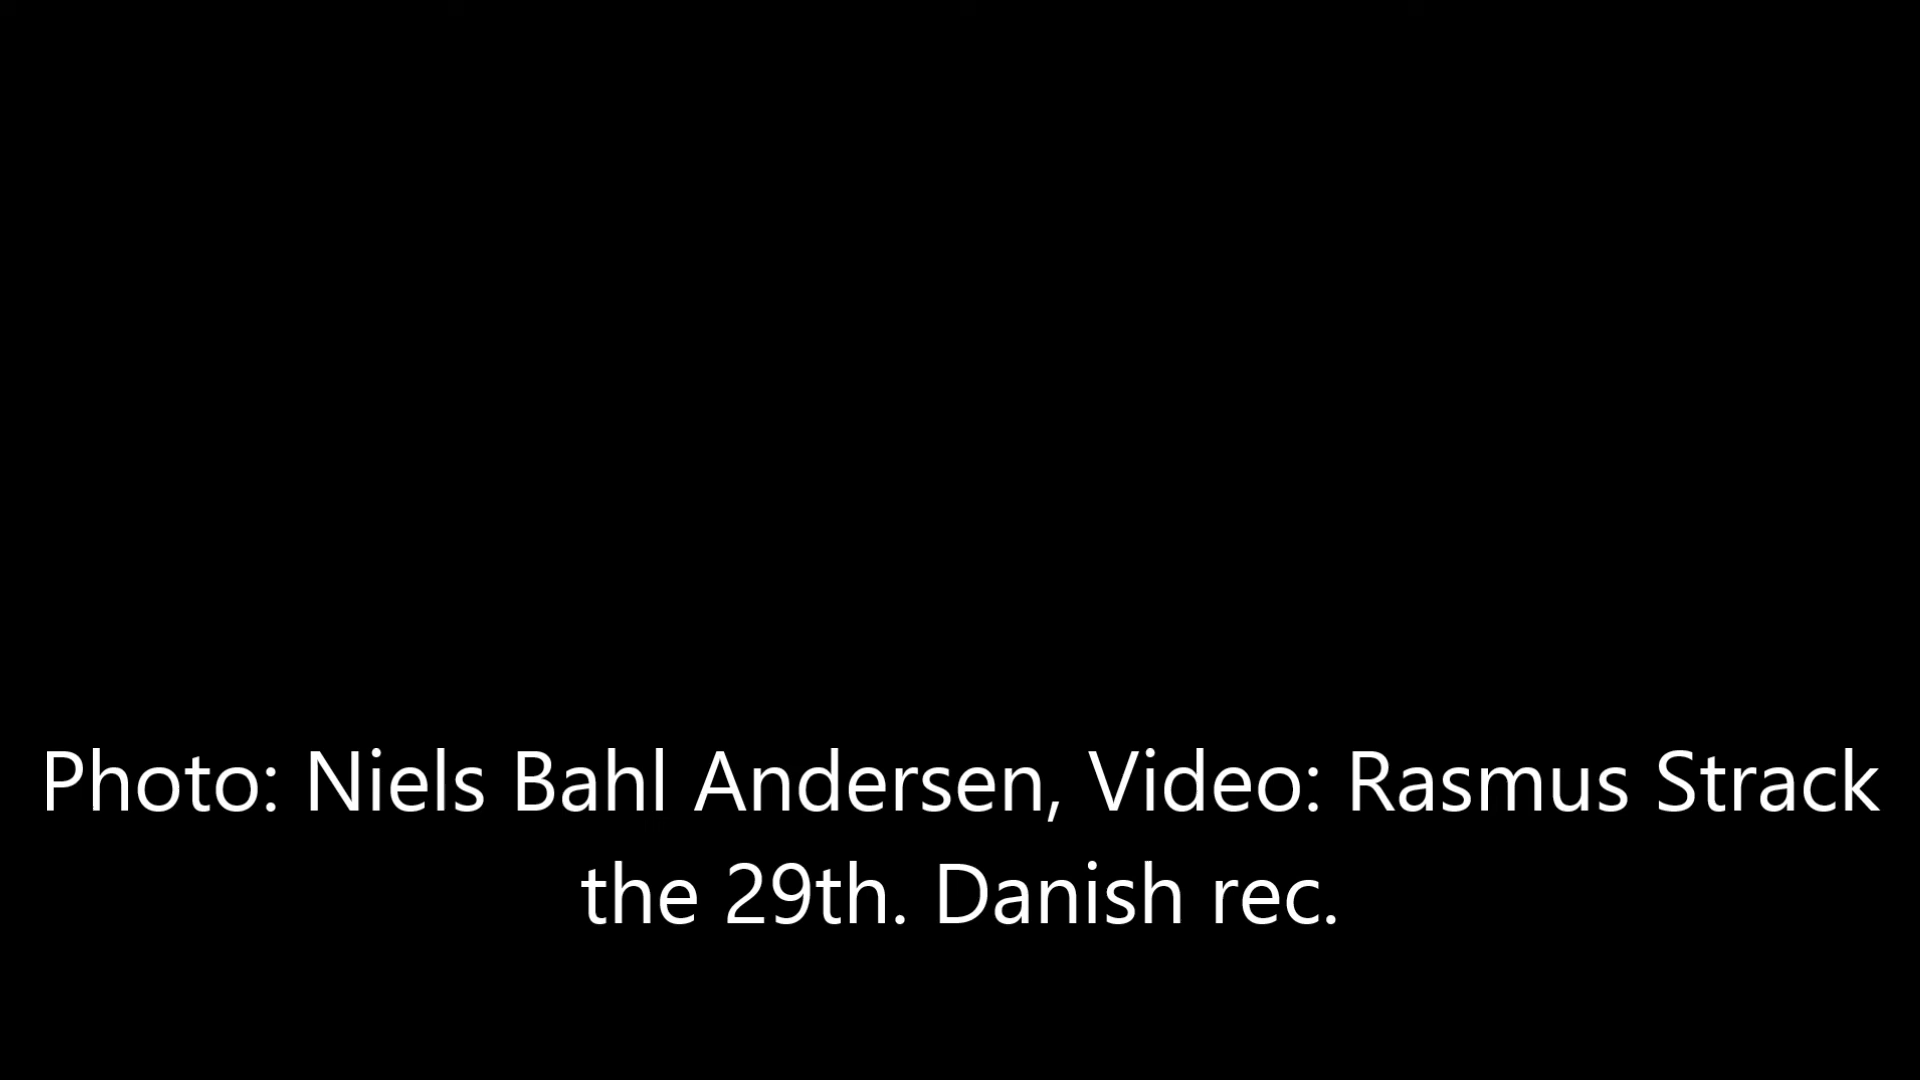 Photo: Niels Bahl Andersen, Video: Rasmus Strack
the 29th. Danish rec.